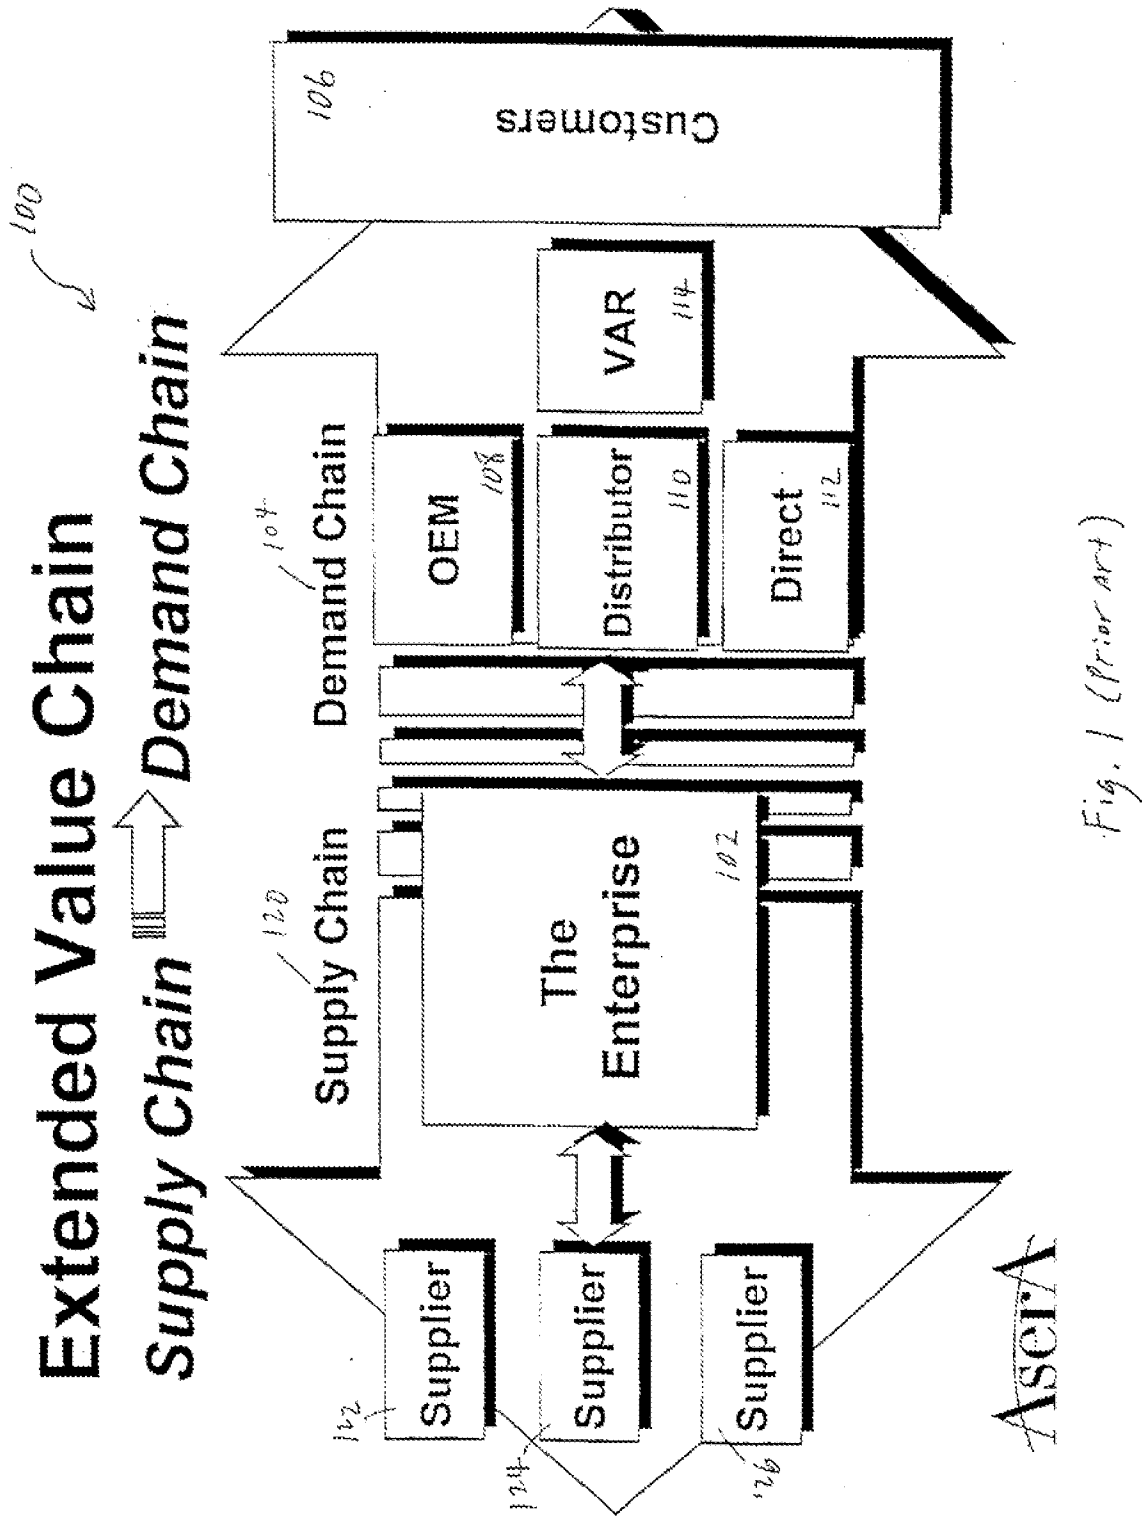 Extended Value Chain
100
Supply Chain Demand Chain
120
104
Supply Chain
Demand Chain
122
Supplier
124
Supplier
126
Supplier
The
Enterprise
102
OEM
108
Distributor
110
Direct
112
VAR
114
106
Customers
AserA
Fig. 1 (Prior Art)